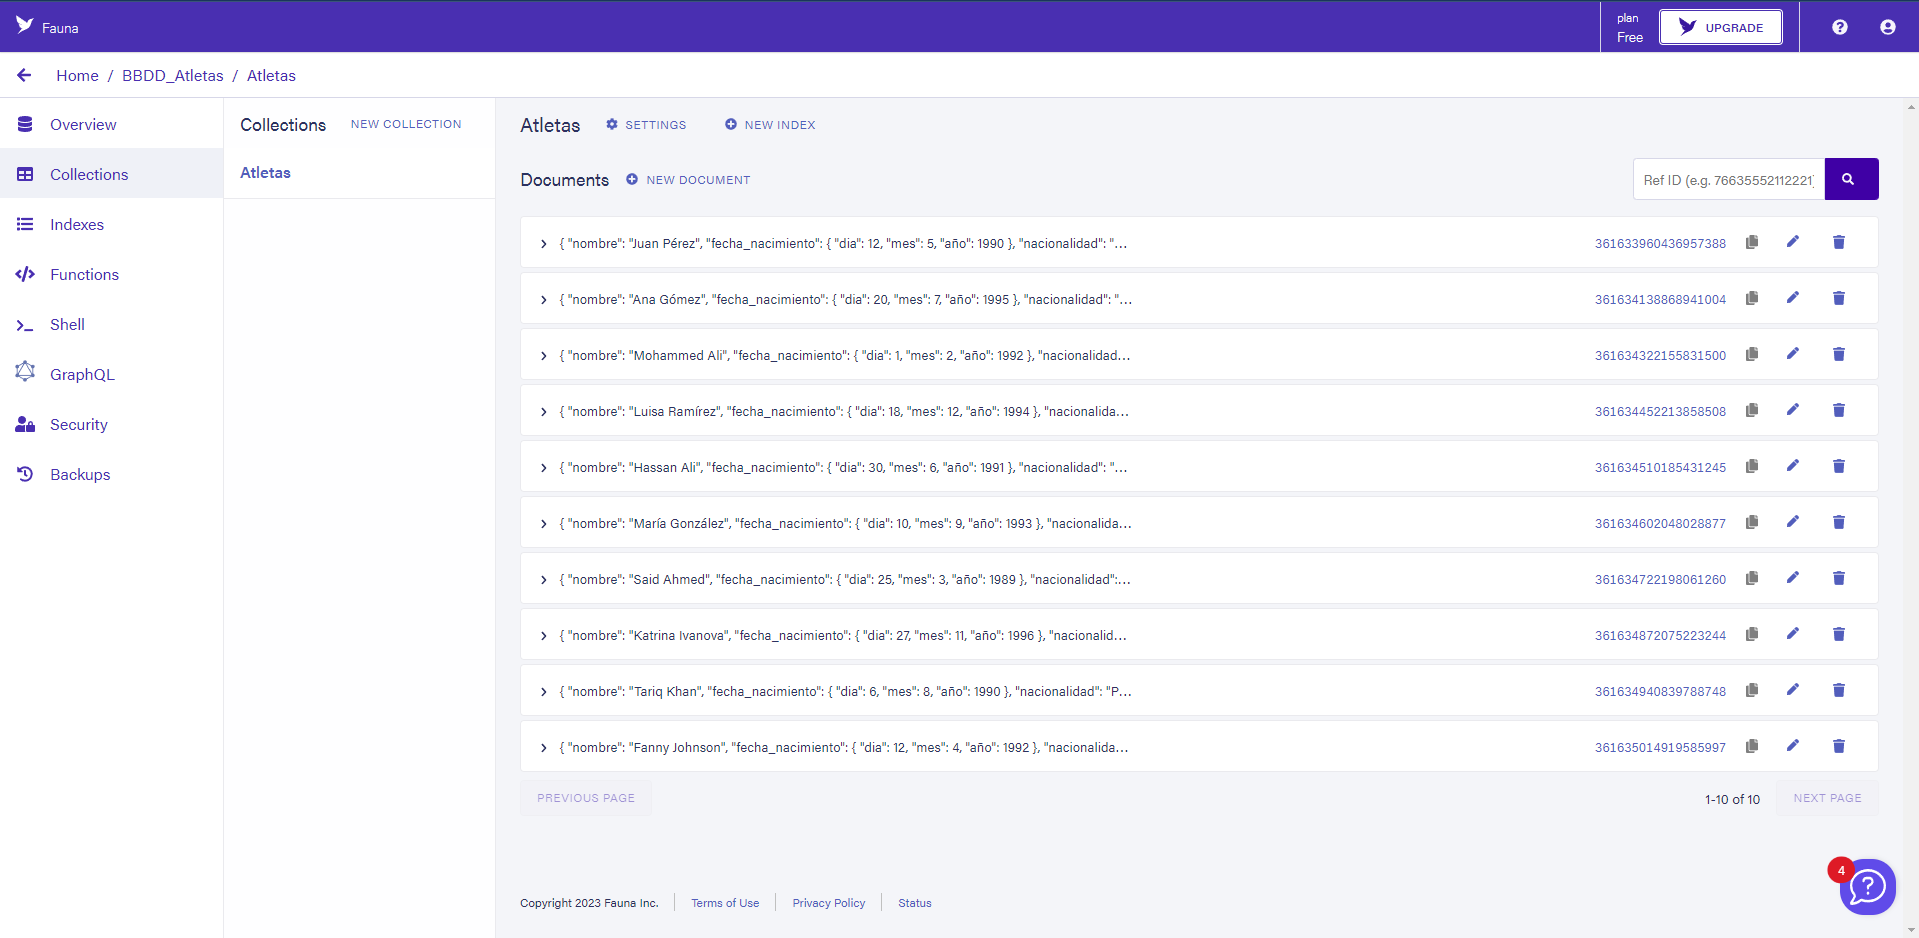 Fauna
plan
Free
UPGRADE
Home / BBDD_Atletas / Atletas
Overview
Collections
Indexes
Functions
Shell
GraphQL
Security
Backups
Collections NEW COLLECTION
Atletas
Atletas SETTINGS NEW INDEX
Documents NEW DOCUMENT
Ref ID (e.g. 76635552112221)
{ "nombre": "Juan Pérez", "fecha_nacimiento": { "dia": 12, "mes": 5, "año": 1990 }, "nacionalidad": "... 361633960436957388
{ "nombre": "Ana Gómez", "fecha_nacimiento": { "dia": 20, "mes": 7, "año": 1995 }, "nacionalidad": "... 361634138868941004
{ "nombre": "Mohammed Ali", "fecha_nacimiento": { "dia": 1, "mes": 2, "año": 1992 }, "nacionalidad... 361634322155831500
{ "nombre": "Luisa Ramírez", "fecha_nacimiento": { "dia": 18, "mes": 12, "año": 1994 }, "nacionalida... 361634452213858508
{ "nombre": "Hassan Ali", "fecha_nacimiento": { "dia": 30, "mes": 6, "año": 1991 }, "nacionalidad": "... 361634510185431245
{ "nombre": "María González", "fecha_nacimiento": { "dia": 10, "mes": 9, "año": 1993 }, "nacionalida... 361634602048028877
{ "nombre": "Said Ahmed", "fecha_nacimiento": { "dia": 25, "mes": 3, "año": 1989 }, "nacionalidad":... 361634722198061260
{ "nombre": "Katrina Ivanova", "fecha_nacimiento": { "dia": 27, "mes": 11, "año": 1996 }, "nacionalid... 361634872075223244
{ "nombre": "Tariq Khan", "fecha_nacimiento": { "dia": 6, "mes": 8, "año": 1990 }, "nacionalidad": "P... 361634940839788748
{ "nombre": "Fanny Johnson", "fecha_nacimiento": { "dia": 12, "mes": 4, "año": 1992 }, "nacionalida... 361635014919585997
PREVIOUS PAGE 1-10 of 10 NEXT PAGE
4
Copyright 2023 Fauna Inc. Terms of Use Privacy Policy Status